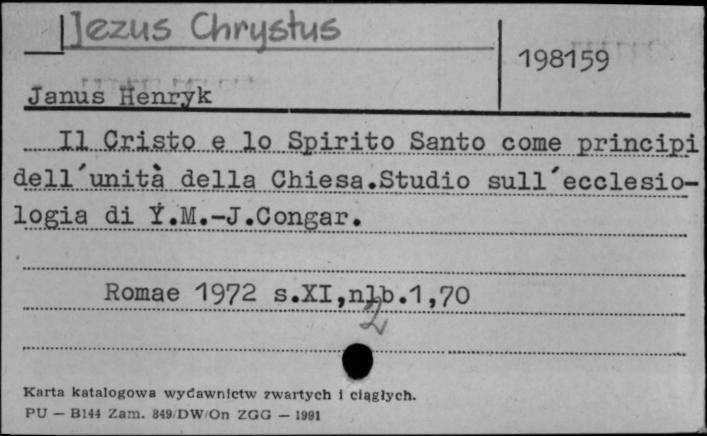 Jezus Chrystus
198159
Janus Henryk
Il Cristo e lo Spirito Santo come principi
dell'unità della Chiesa.Studio sull'ecclesio-
logia di Y.M.-J.Congar.
Romae 1972 s.XI,nlb.1,70
2
Karta katalogowa wydawnictw zwartych i ciągłych.
PU — B144 Zam. 849/DW/On ZGG — 1991